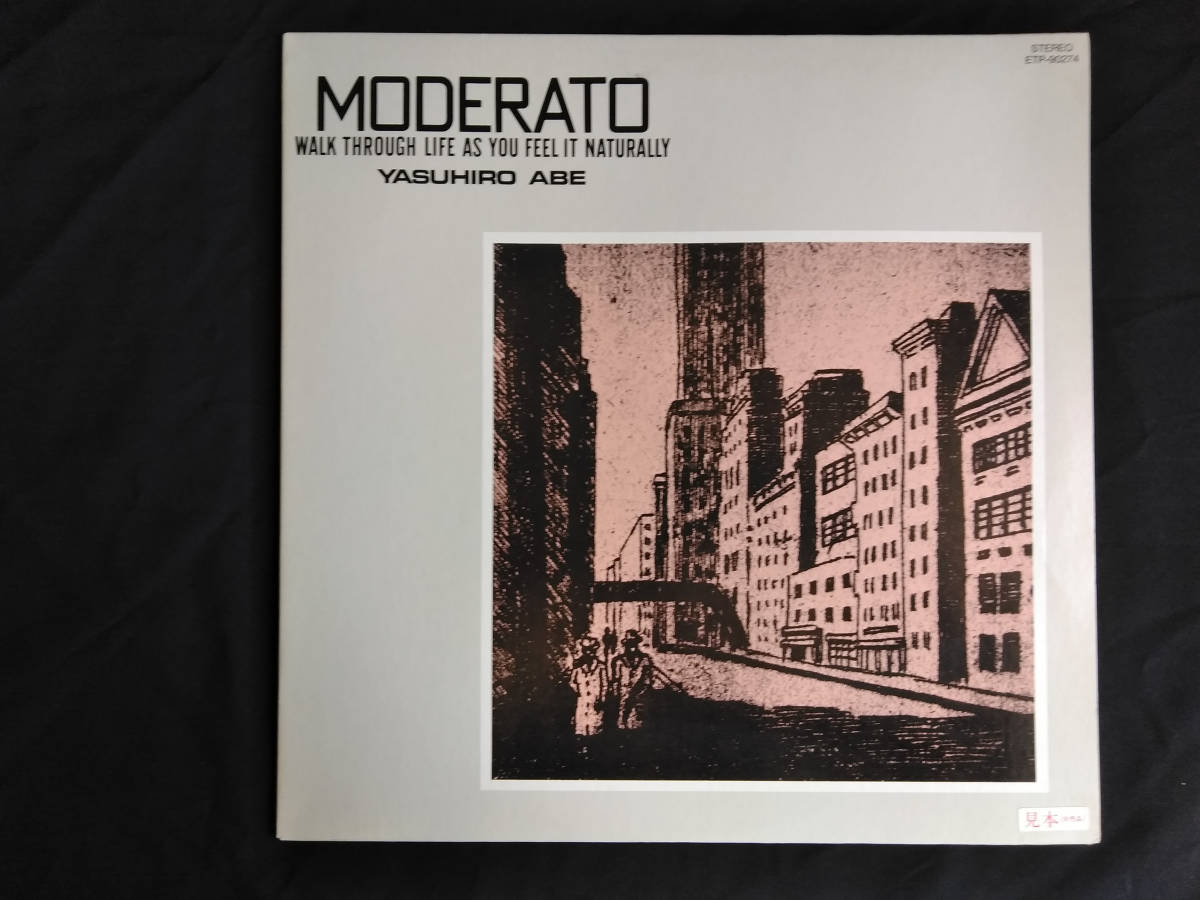 STEREO
ETP-90274
MODERATO
WALK THROUGH LIFE AS YOU FEEL IT NATURALLY
YASUHIRO ABE
見本